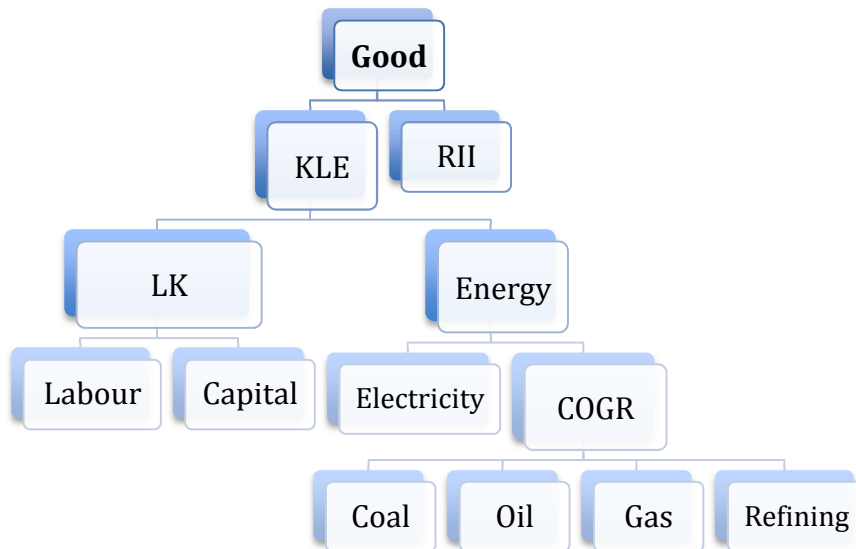 Good
KLE
RII
LK
Energy
Labour
Capital
Electricity
COGR
Coal
Oil
Gas
Refining